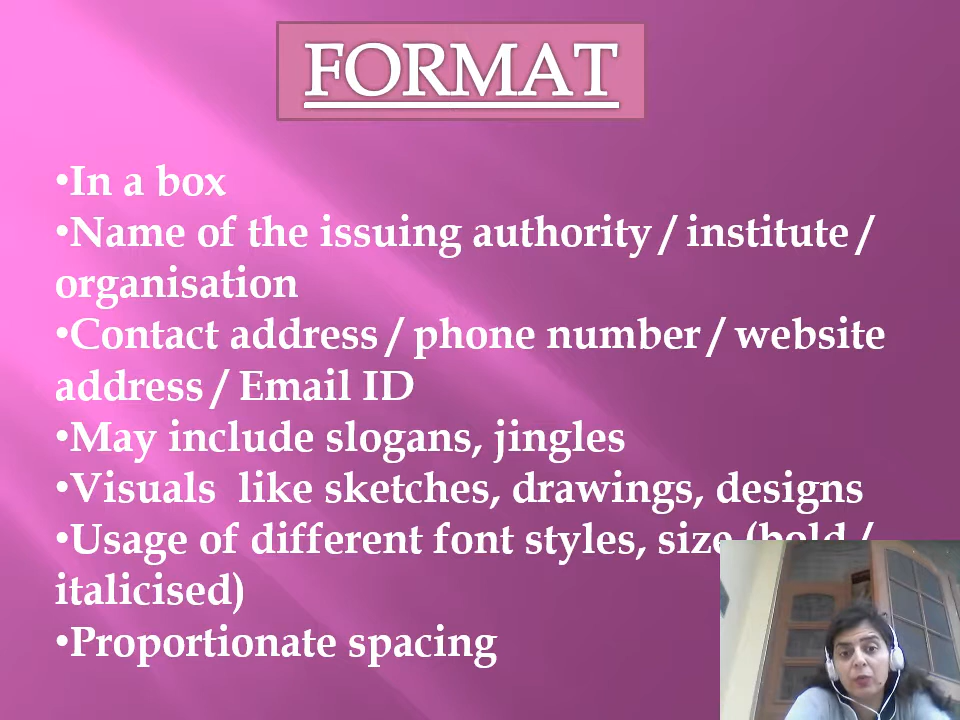 FORMAT
•In a box
•Name of the issuing authority / institute /
organisation
•Contact address / phone number / website
address / Email ID
•May include slogans, jingles
•Visuals like sketches, drawings, designs
•Usage of different font styles, size (bold /
italicised)
•Proportionate spacing